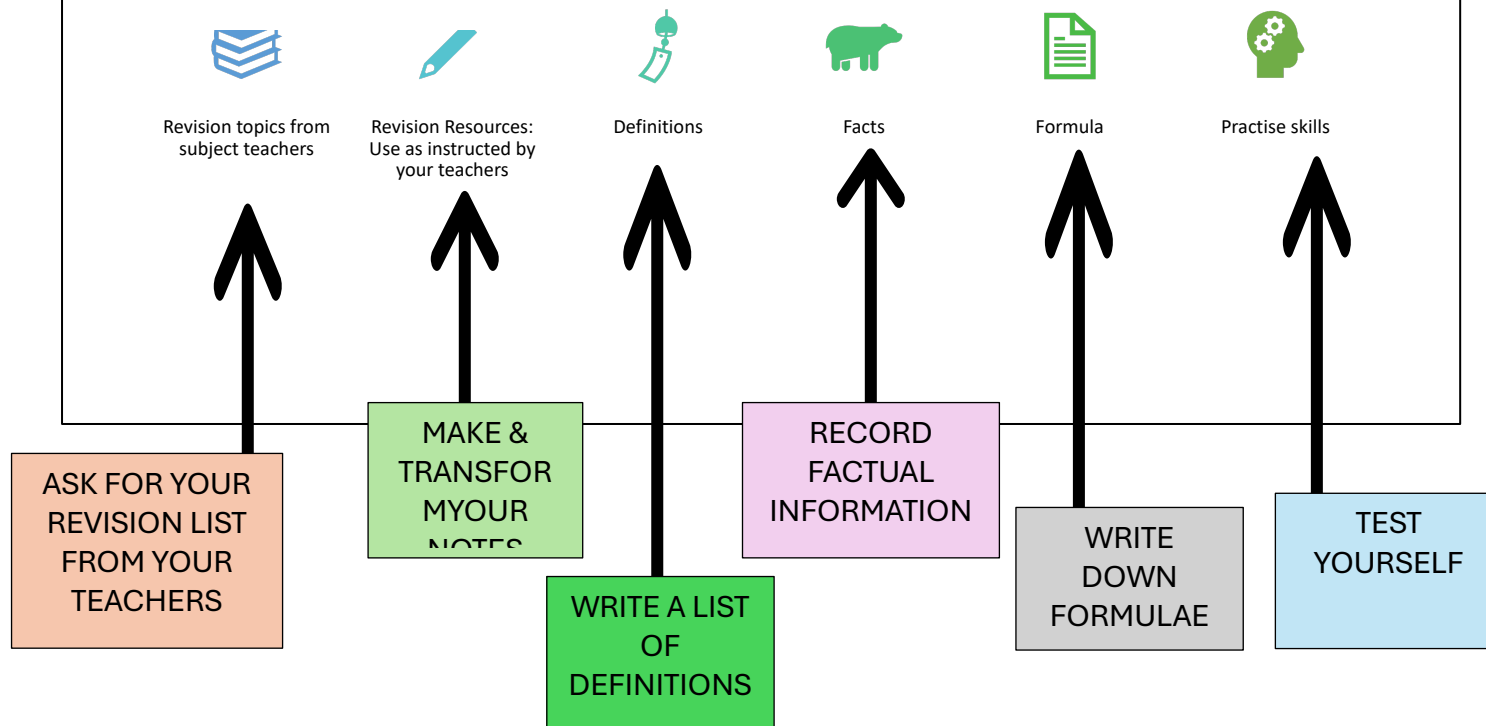 Revision topics from
subject teachers
Revision Resources:
Use as instructed by
your teachers
Definitions
Facts
Formula
Practise skills
ASK FOR YOUR
REVISION LIST
FROM YOUR
TEACHERS
MAKE &
TRANSFOR
MYOUR
NOTES
WRITE A LIST
OF
DEFINITIONS
RECORD
FACTUAL
INFORMATION
WRITE
DOWN
FORMULAE
TEST
YOURSELF